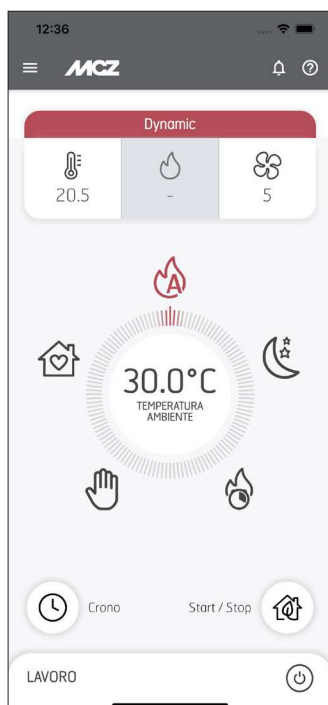 12:36
MCZ
Dynamic
20.5
-
5
A
30.0°C
TEMPERATURA
AMBIENTE
Crono
Start / Stop
LAVORO